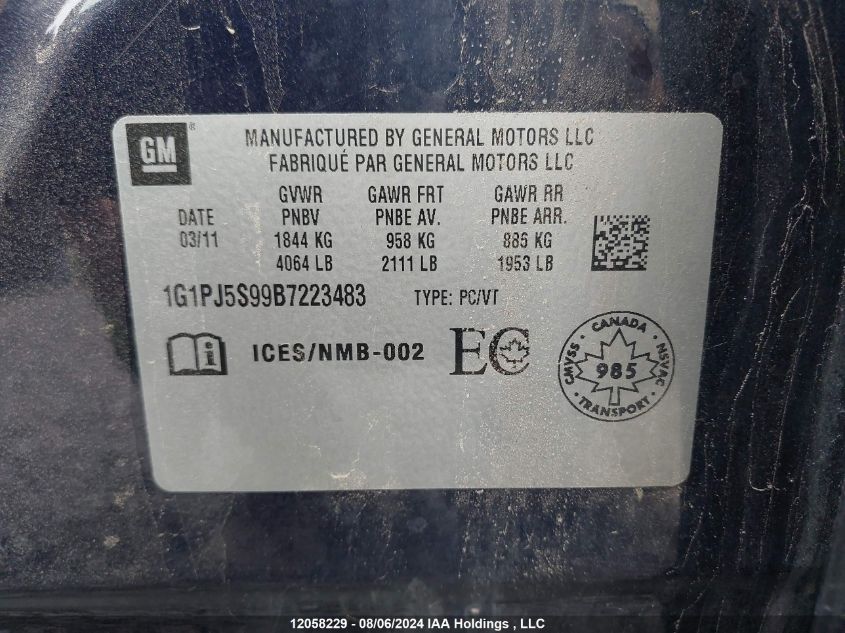 GM ®
MANUFACTURED BY GENERAL MOTORS LLC
FABRIQUÉ PAR GENERAL MOTORS LLC
GVWR GAWR FRT GAWR RR
DATE PNBV PNBE AV. PNBE ARR.
03/11 1844 KG 958 KG 885 KG
4064 LB 2111 LB 1953 LB
1G1PJ5S99B7223483 TYPE: PC/VT
i ICES/NMB-002 EC
CANADA
CMVSS 985 NSVAC
TRANSPORT
12058229 - 08/06/2024 IAA Holdings , LLC